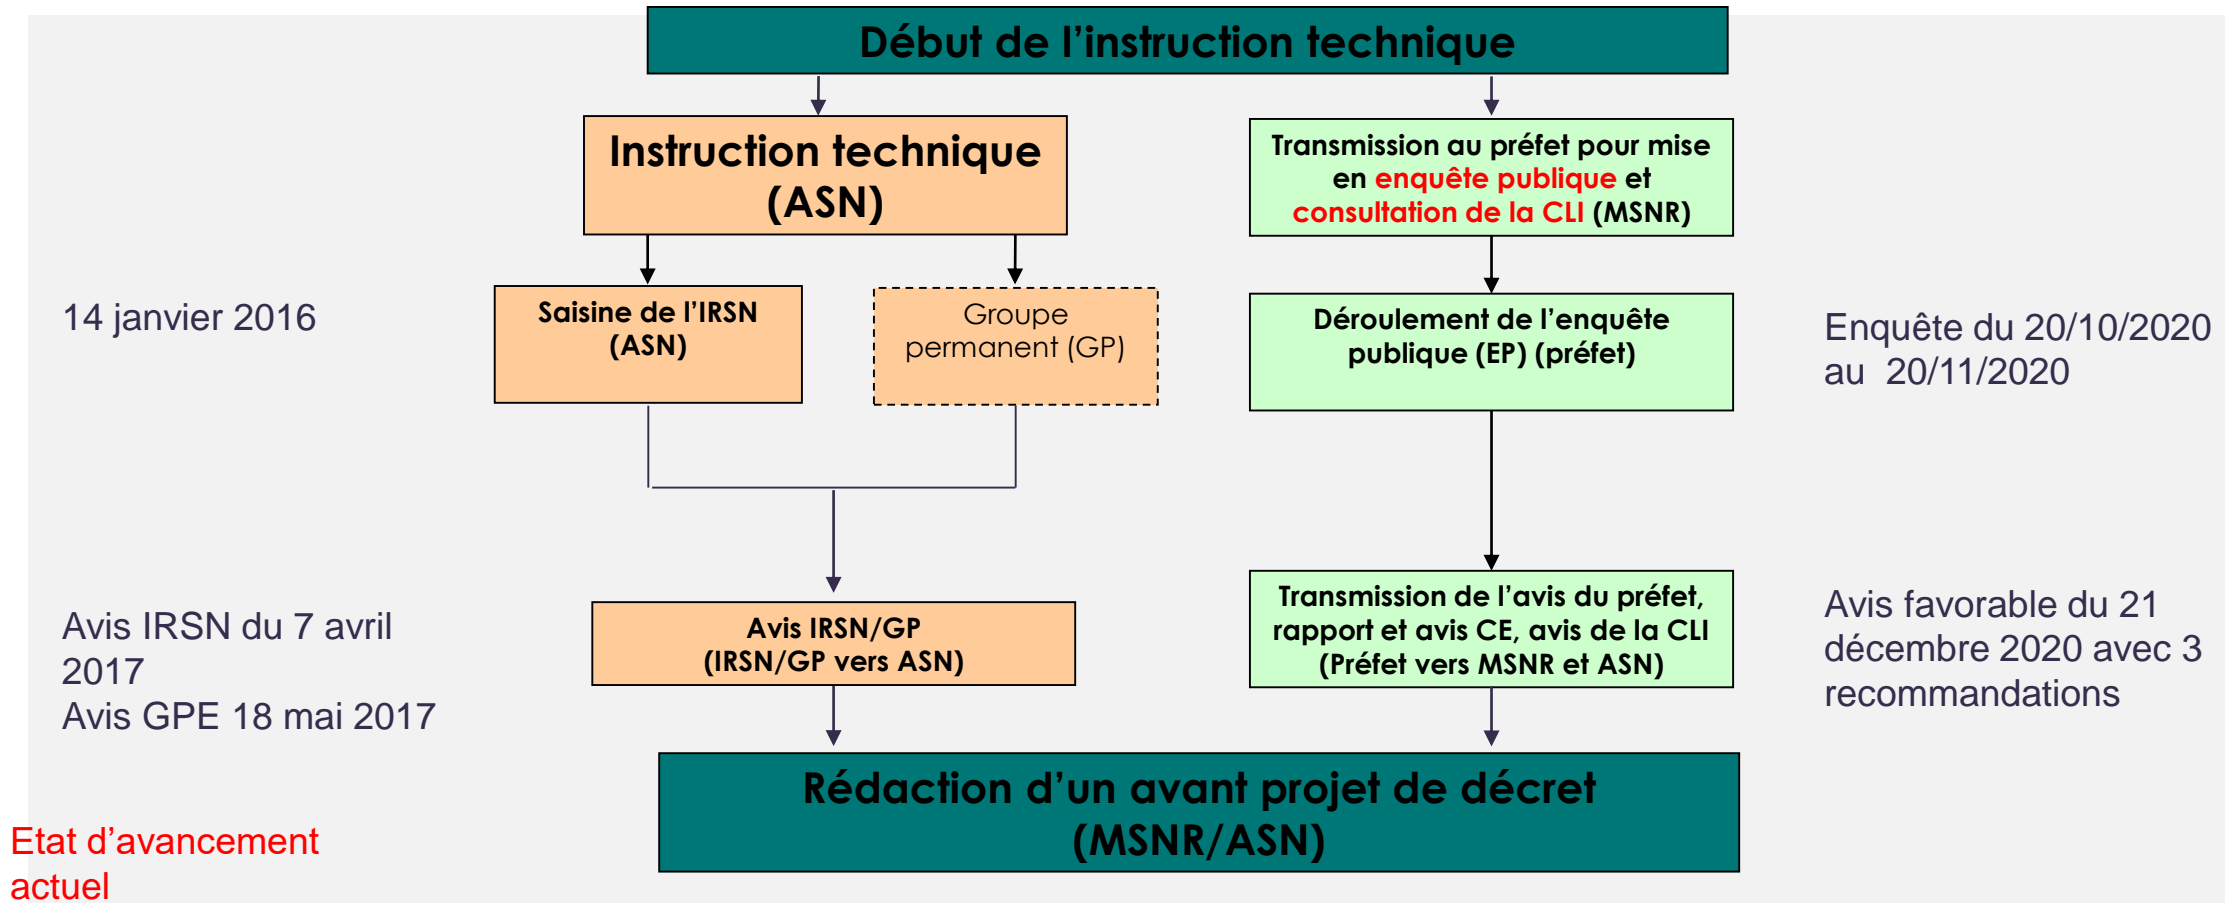 Début de l’instruction technique
Instruction technique
(ASN)
Transmission au préfet pour mise
en enquête publique et
consultation de la CLI (MSNR)
14 janvier 2016
Saisine de l’IRSN
(ASN)
Groupe
permanent (GP)
Déroulement de l’enquête
publique (EP) (préfet)
Enquête du 20/10/2020
au 20/11/2020
Avis IRSN du 7 avril
2017
Avis GPE 18 mai 2017
Avis IRSN/GP
(IRSN/GP vers ASN)
Transmission de l’avis du préfet,
rapport et avis CE, avis de la CLI
(Préfet vers MSNR et ASN)
Avis favorable du 21
décembre 2020 avec 3
recommandations
Rédaction d’un avant projet de décret
(MSNR/ASN)
Etat d’avancement
actuel